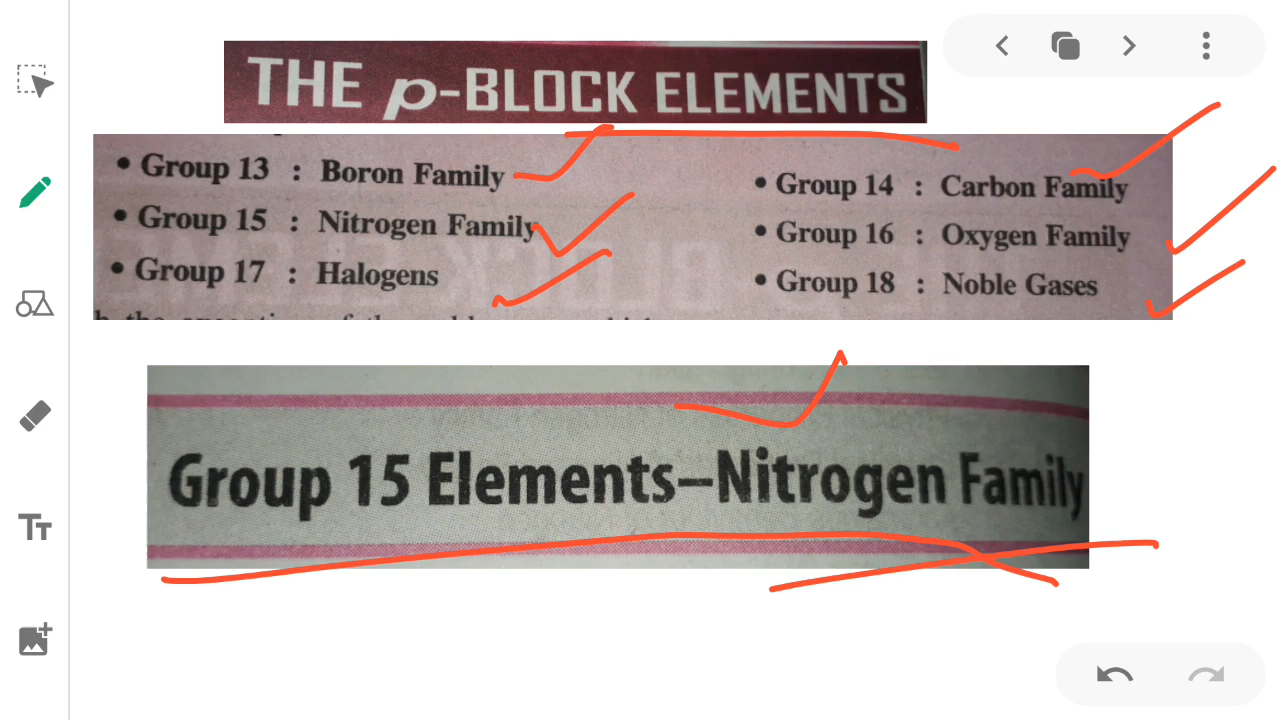 THE p-BLOCK ELEMENTS
• Group 13 : Boron Family
• Group 14 : Carbon Family
• Group 15 : Nitrogen Family
• Group 16 : Oxygen Family
• Group 17 : Halogens
• Group 18 : Noble Gases
Group 15 Elements–Nitrogen Family